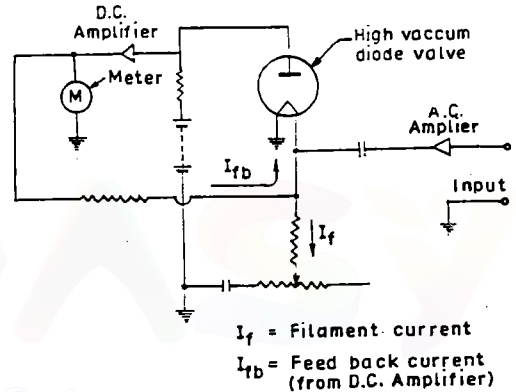 D.C.
Amplifier
High vaccum
diode valve
Meter
M
A.C.
Amplier
Ifb
Input
If
If = Filament current
Ifb = Feed back current
(from D.C. Amplifier)